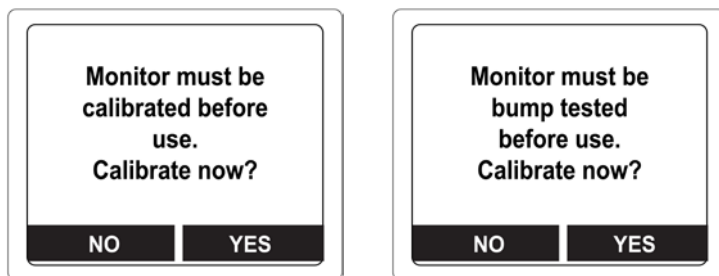 Monitor must be
calibrated before
use.
Calibrate now?
NO YES
Monitor must be
bump tested
before use.
Calibrate now?
NO YES